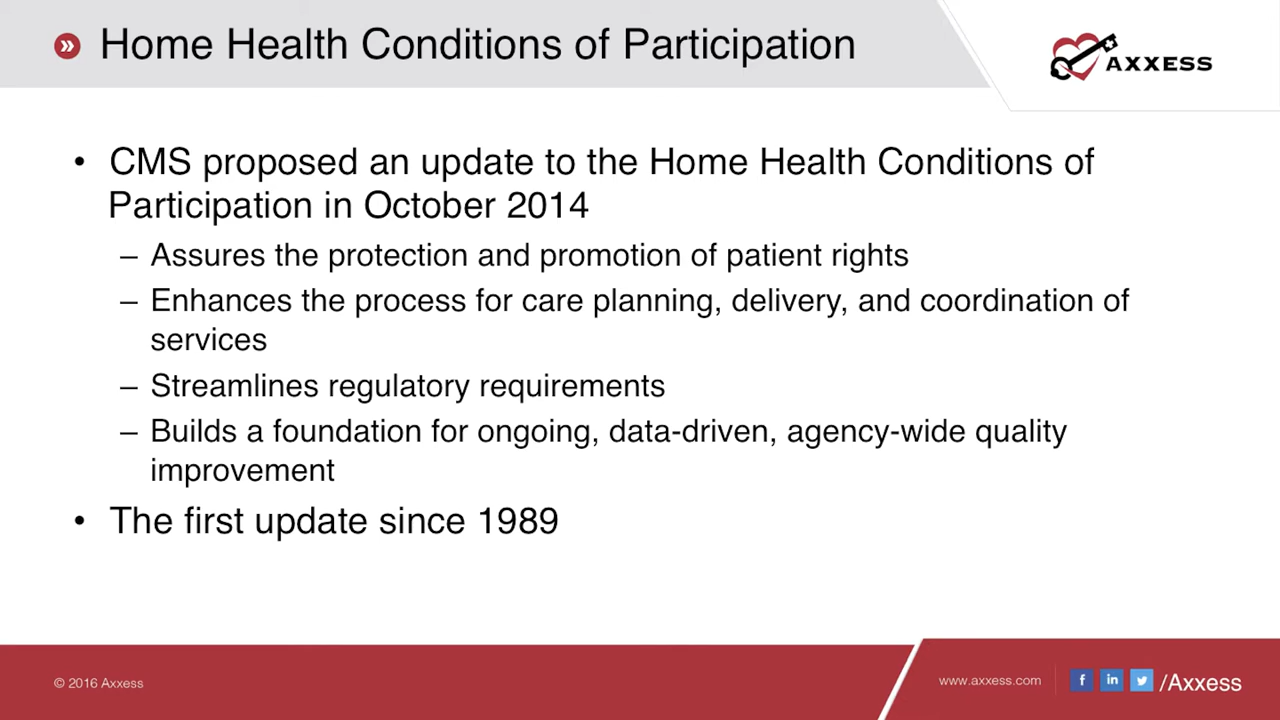 Home Health Conditions of Participation
AXXESS
• CMS proposed an update to the Home Health Conditions of
Participation in October 2014
– Assures the protection and promotion of patient rights
– Enhances the process for care planning, delivery, and coordination of
services
– Streamlines regulatory requirements
– Builds a foundation for ongoing, data-driven, agency-wide quality
improvement
• The first update since 1989
© 2016 Axxess
www.axxess.com
/Axxess